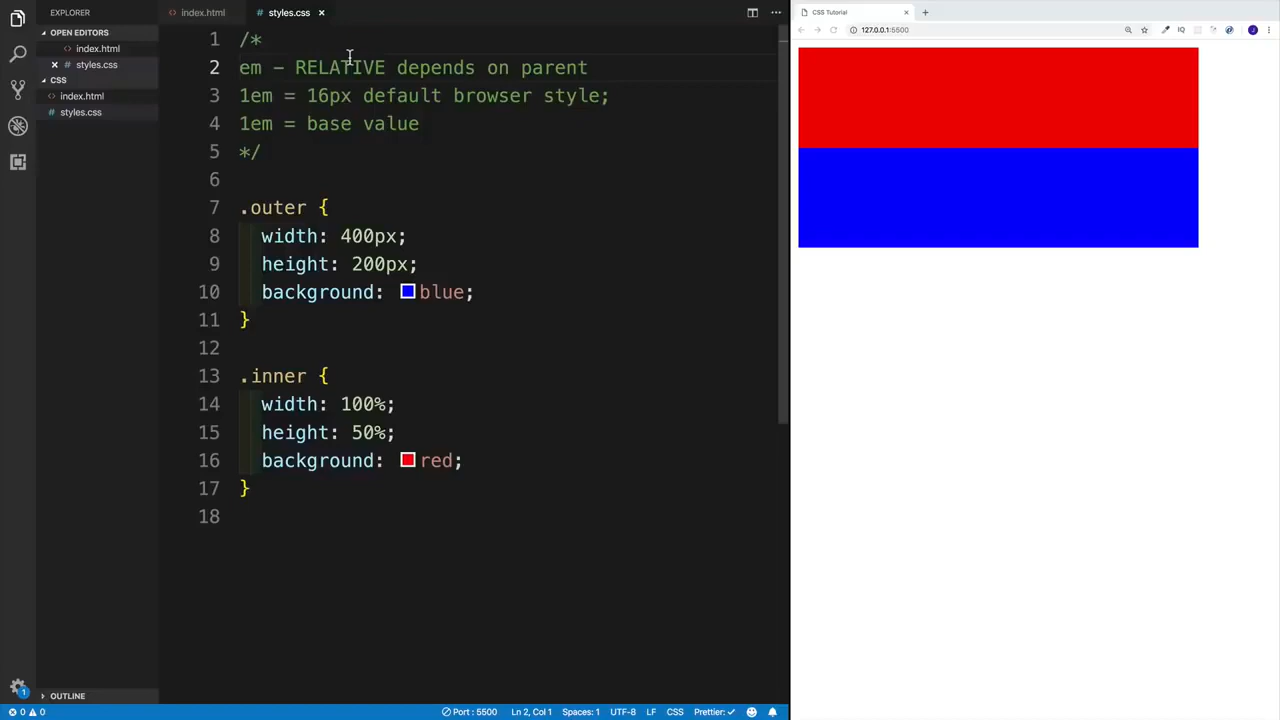 EXPLORER
OPEN EDITORS
index.html
styles.css
CSS
index.html
styles.css
OUTLINE
1
index.html
styles.css
1 /*
2 em - RELATIVE depends on parent
3 1em = 16px default browser style;
4 1em = base value
5 */
6
7 .outer {
8 width: 400px;
9 height: 200px;
10 background: blue;
11 }
12
13 .inner {
14 width: 100%;
15 height: 50%;
16 background: red;
17 }
18
0 0 Port : 5500 Ln 2, Col 1 Spaces: 1 UTF-8 LF CSS Prettier: ✓
CSS Tutorial
127.0.0.1:5500
IQ
J